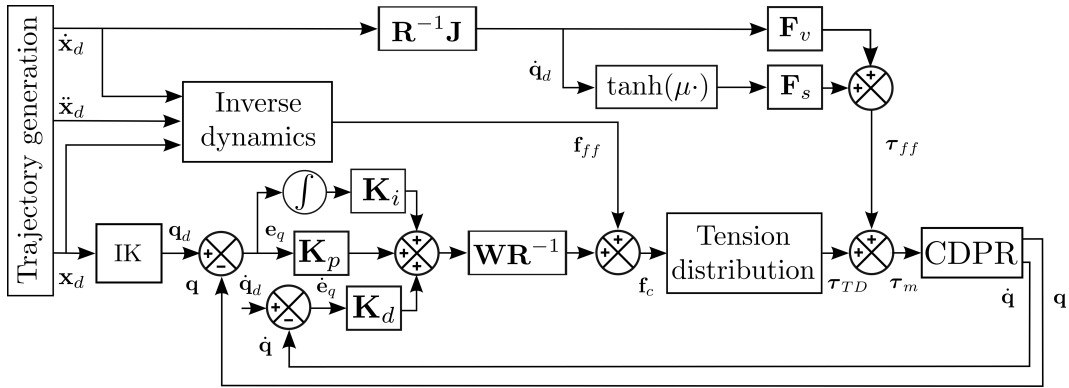 Trajectory generation
ẋ_d
R⁻¹J
F_v
q̇_d
tanh(μ·)
F_s
ẍ_d
Inverse
dynamics
f_ff
τ_ff
∫
K_i
x_d
IK
q_d
q
e_q
K_p
WR⁻¹
f_c
Tension
distribution
τ_TD
τ_m
CDPR
q̇_d
ė_q
K_d
q̇
q̇
q
+
+
+
-
+
+
+
+
-
+
+
+
+